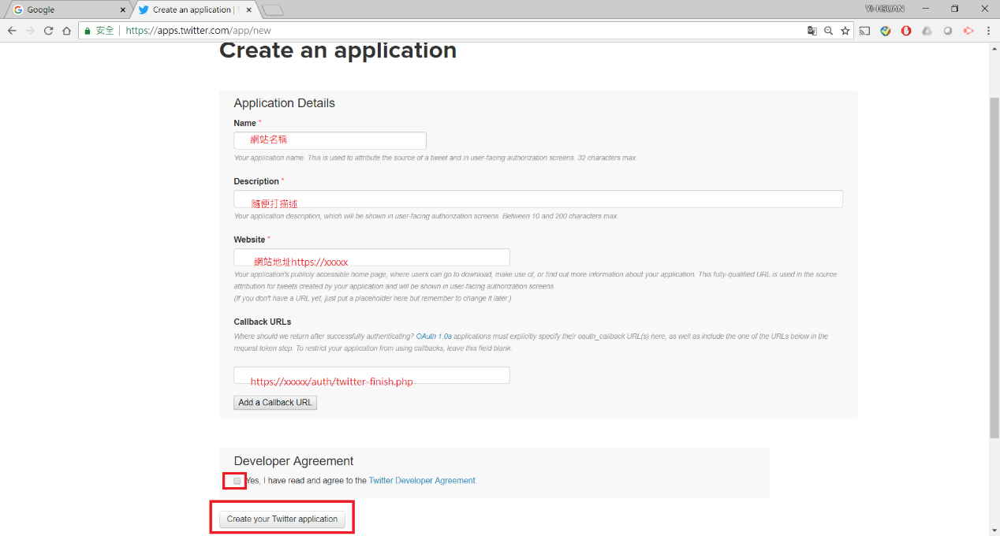 Google
Create an application | T
YI-HSUAN
安全
https://apps.twitter.com/app/new
Create an application
Application Details
Name *
網站名稱
Your application name. This is used to attribute the source of a tweet and in user-facing authorization screens. 32 characters max.
Description *
隨便打描述
Your application description, which will be shown in user-facing authorization screens. Between 10 and 200 characters max.
Website *
網站地址https://xxxxx
Your application's publicly accessible home page, where users can go to download, make use of, or find out more information about your application. This fully-qualified URL is used in the source
attribution for tweets created by your application and will be shown in user-facing authorization screens.
(If you don't have a URL yet, just put a placeholder here but remember to change it later.)
Callback URLs
Where should we return after successfully authenticating? OAuth 1.0a applications must explicitly specify their oauth_callback URL(s) here, as well as include the one of the URLs below in the
request token step. To restrict your application from using callbacks, leave this field blank.
https://xxxxx/auth/twitter-finish.php
Add a Callback URL
Developer Agreement
Yes, I have read and agree to the Twitter Developer Agreement.
Create your Twitter application